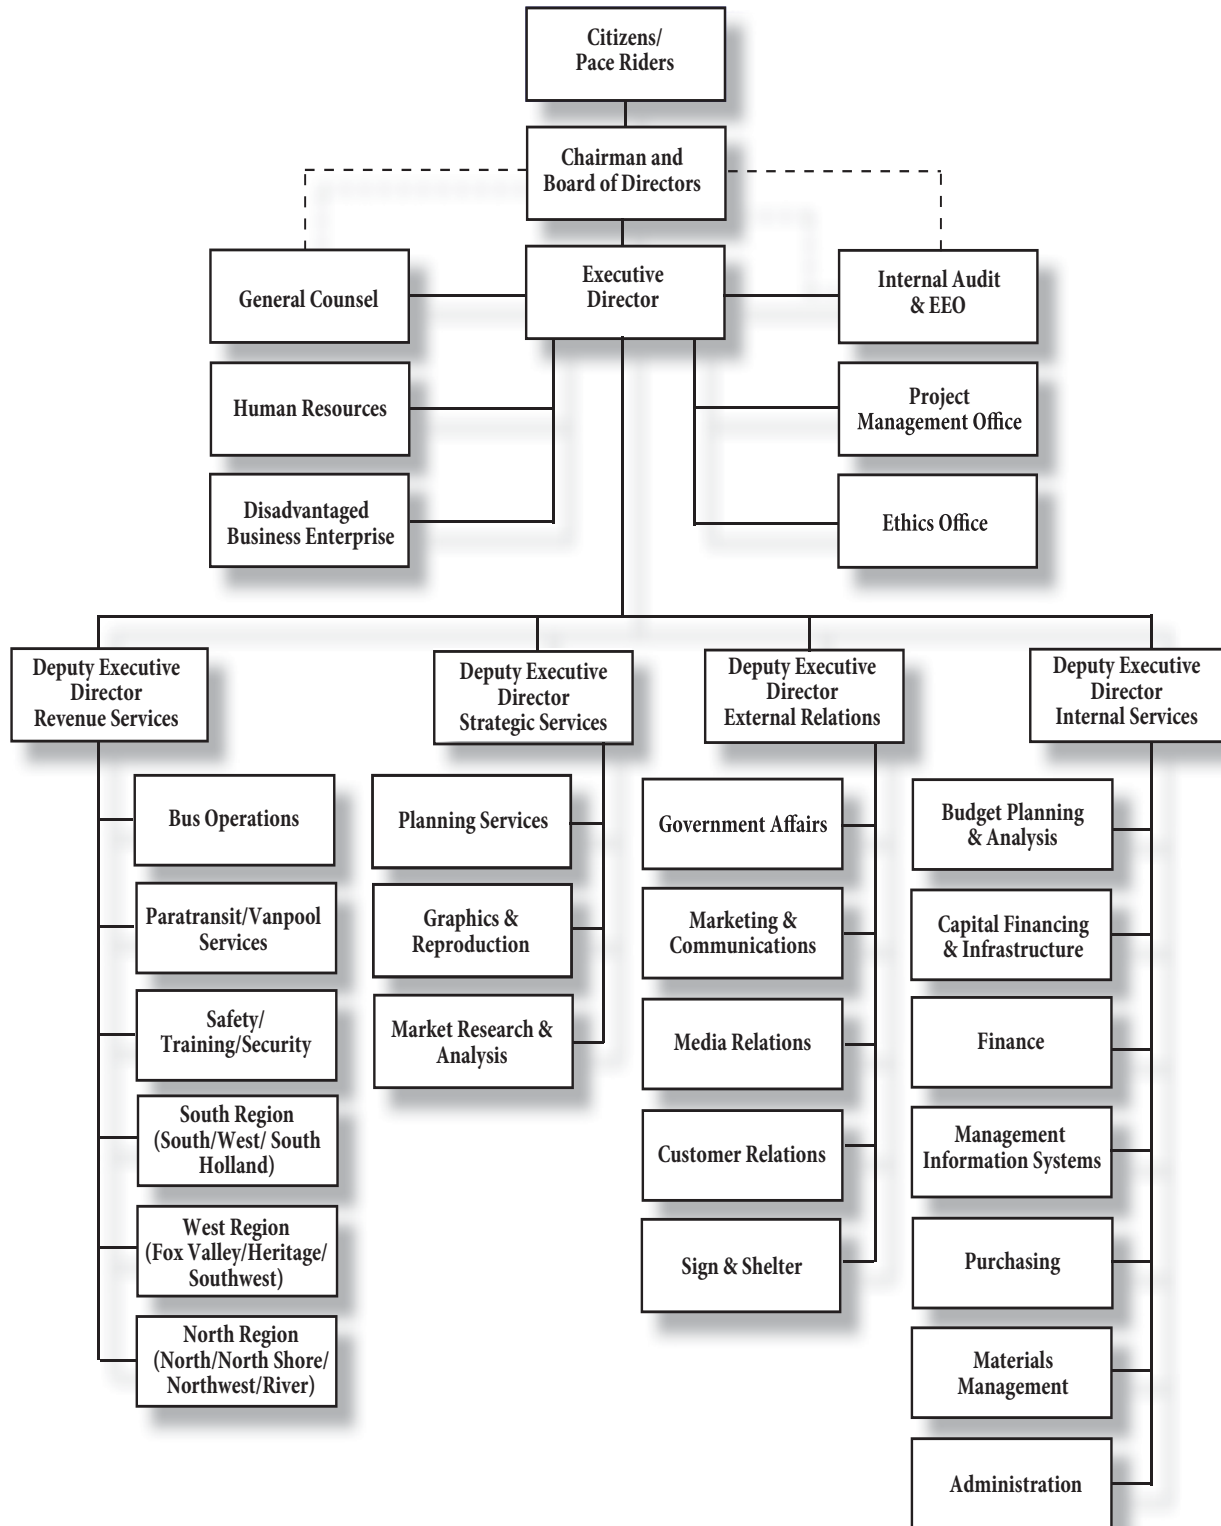 Citizens/
Pace Riders
Chairman and
Board of Directors
General Counsel
Executive
Director
Internal Audit
& EEO
Human Resources
Project
Management Office
Disadvantaged
Business Enterprise
Ethics Office
Deputy Executive
Director
Revenue Services
Deputy Executive
Director
Strategic Services
Deputy Executive
Director
External Relations
Deputy Executive
Director
Internal Services
Bus Operations
Paratransit/Vanpool
Services
Safety/
Training/Security
South Region
(South/West/ South
Holland)
West Region
(Fox Valley/Heritage/
Southwest)
North Region
(North/North Shore/
Northwest/River)
Planning Services
Graphics &
Reproduction
Market Research &
Analysis
Government Affairs
Marketing &
Communications
Media Relations
Customer Relations
Sign & Shelter
Budget Planning
& Analysis
Capital Financing
& Infrastructure
Finance
Management
Information Systems
Purchasing
Materials
Management
Administration